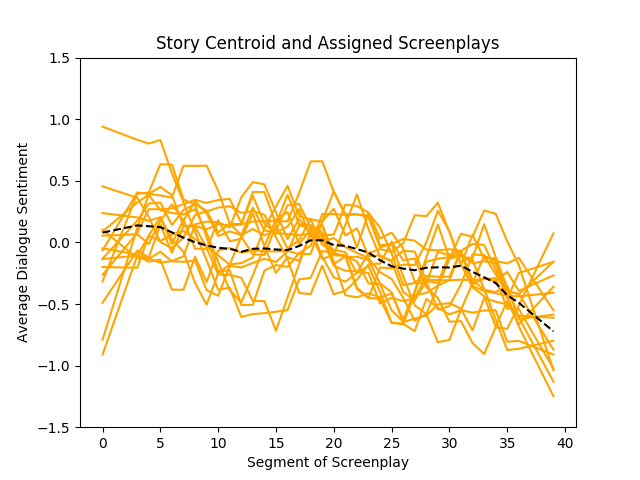 Story Centroid and Assigned Screenplays
1.5
1.0
0.5
0.0
−0.5
−1.0
−1.5
Average Dialogue Sentiment
0 5 10 15 20 25 30 35 40
Segment of Screenplay